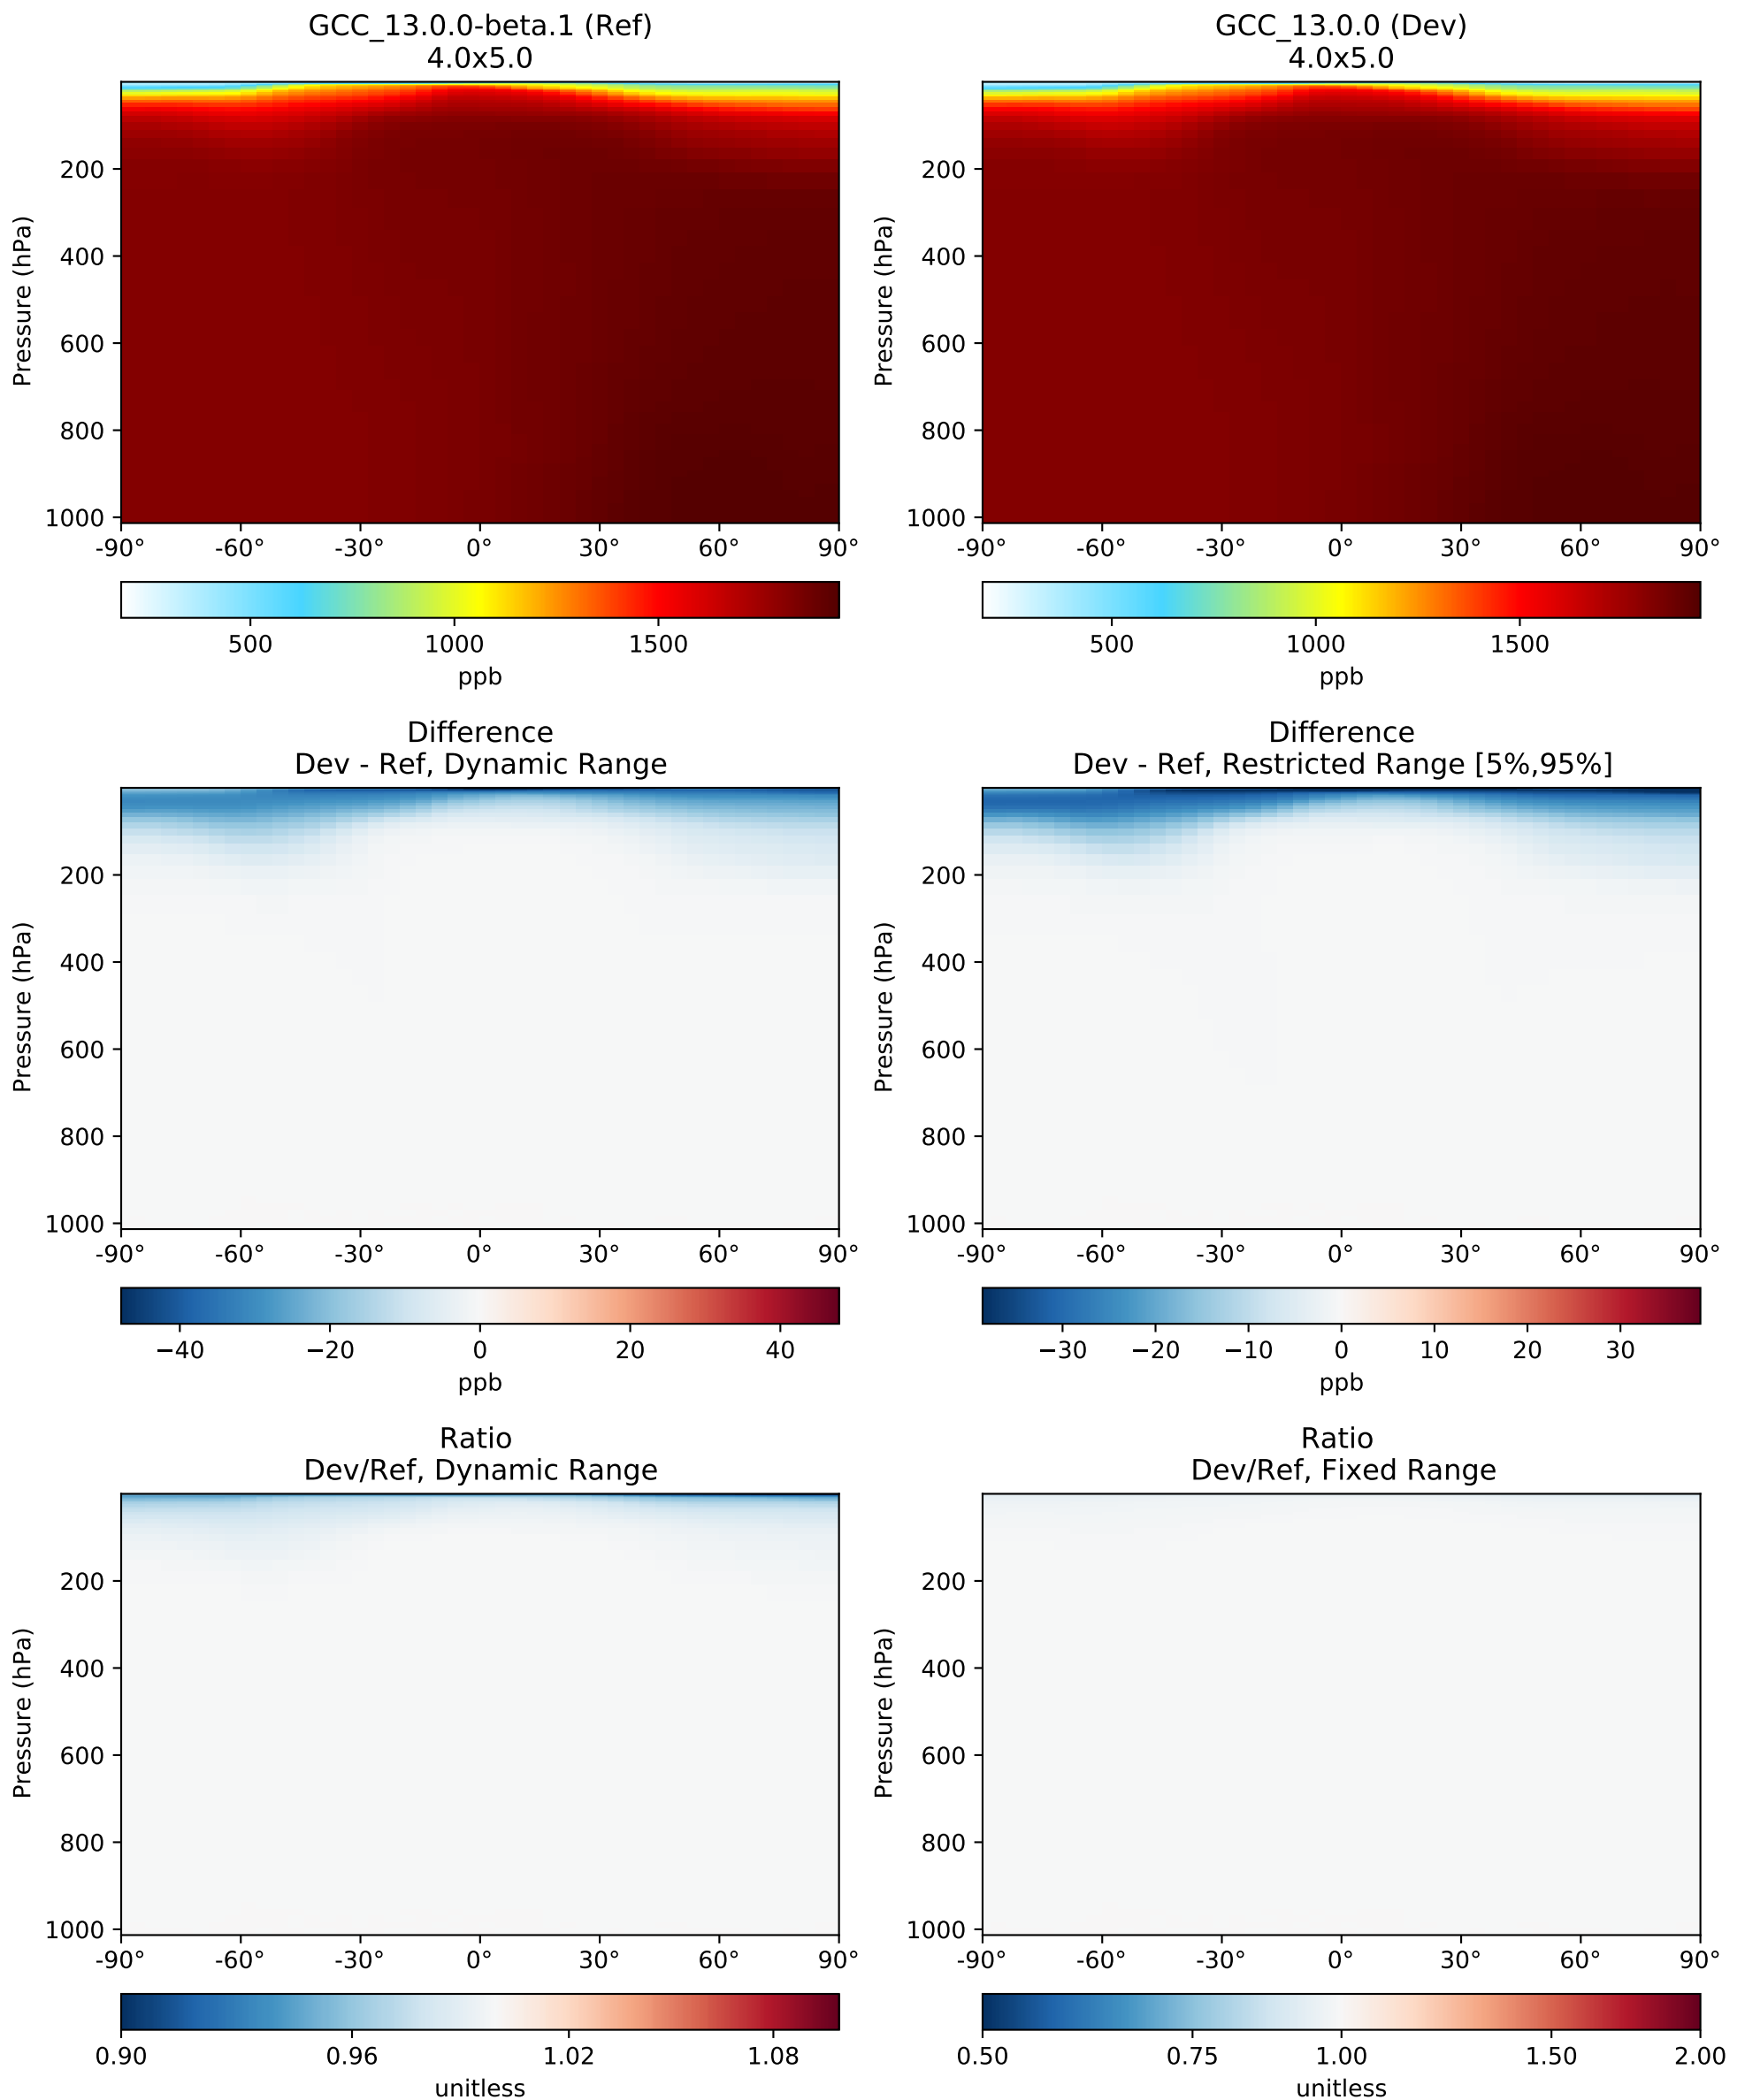 GCC_13.0.0-beta.1 (Ref)
4.0x5.0
200
400
600
800
1000
Pressure (hPa)
-90° -60° -30° 0° 30° 60° 90°
500 1000 1500
ppb
GCC_13.0.0 (Dev)
4.0x5.0
200
400
600
800
1000
Pressure (hPa)
-90° -60° -30° 0° 30° 60° 90°
500 1000 1500
ppb
Difference
Dev - Ref, Dynamic Range
200
400
600
800
1000
Pressure (hPa)
-90° -60° -30° 0° 30° 60° 90°
−40 −20 0 20 40
ppb
Difference
Dev - Ref, Restricted Range [5%,95%]
200
400
600
800
1000
Pressure (hPa)
-90° -60° -30° 0° 30° 60° 90°
−30 −20 −10 0 10 20 30
ppb
Ratio
Dev/Ref, Dynamic Range
200
400
600
800
1000
Pressure (hPa)
-90° -60° -30° 0° 30° 60° 90°
0.90 0.96 1.02 1.08
unitless
Ratio
Dev/Ref, Fixed Range
200
400
600
800
1000
Pressure (hPa)
-90° -60° -30° 0° 30° 60° 90°
0.50 0.75 1.00 1.50 2.00
unitless